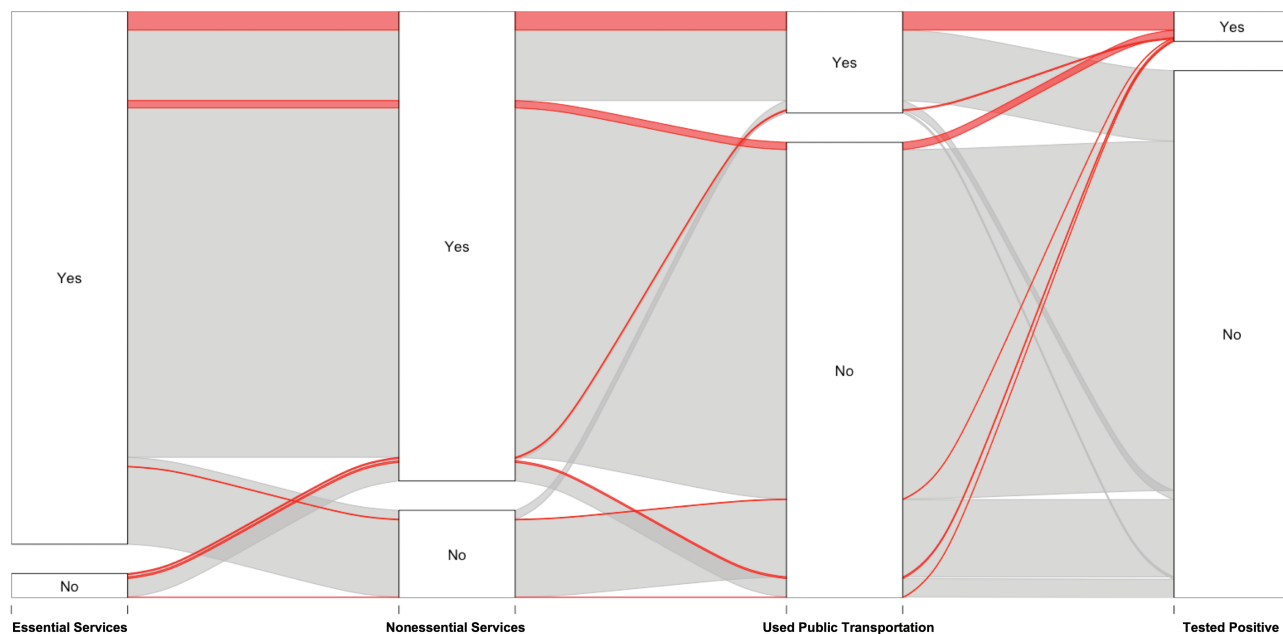 Yes
Yes
Yes
Yes
No
No
No
No
Essential Services
Nonessential Services
Used Public Transportation
Tested Positive